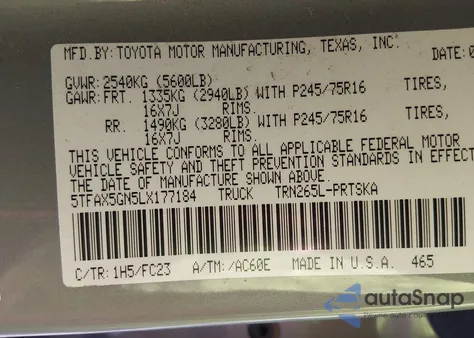 MFD.BY: TOYOTA MOTOR MANUFACTURING, TEXAS, INC. DATE:0
GVWR: 2540KG (5600LB)
GAWR: FRT. 1335KG (2940LB) WITH P245/75R16 TIRES,
16X7J RIMS.
RR. 1490KG (3280LB) WITH P245/75R16 TIRES,
16X7J RIMS.
THIS VEHICLE CONFORMS TO ALL APPLICABLE FEDERAL MOTOR
VEHICLE SAFETY AND THEFT PREVENTION STANDARDS IN EFFECT
DATE OF MANUFACTURE SHOWN ABOVE.
5TFAX5GN5LX177184 TRUCK TRN265L-PRTSKA
C/TR: 1H5/FC23 A/TM: /AC60E MADE IN U.S.A. 465
autoSnap